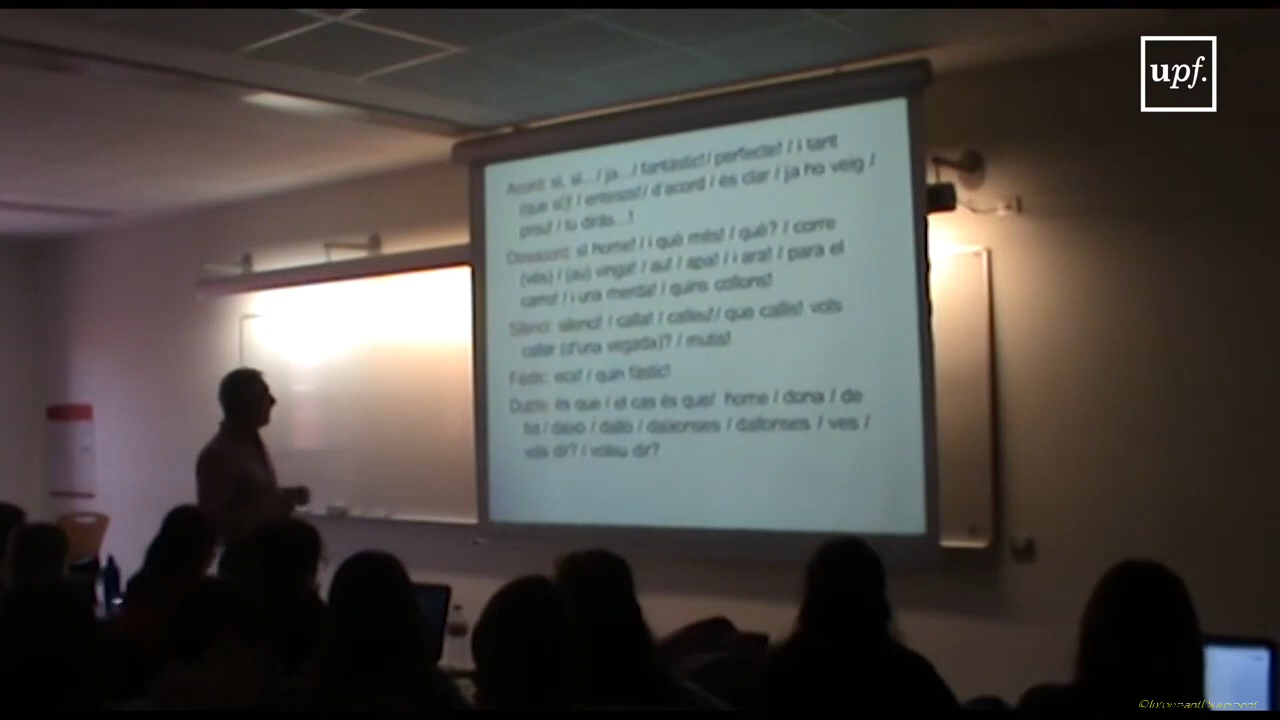 upf.
Acord: sí, sí.../ ja.../ fantàstic!/ perfecte! / i tant
(que sí)! / entesos! / d'acord / és clar / ja ho veig /
prou! / tu diràs...!
Desacord: sí home! / i què més! / què? / corre
(vés) / (au) vinga! / au! / apa! / i ara! / para el
carro! / i una merda! / quins collons!
Silenci: silenci! / calla! / calleu!/ que callis! vols
callar (d'una vegada)? / mutis!
Fàstic: ecs! / quin fàstic!
Dubte: és que / el cas és que/ home / dona / de
fet / daixò / dallò / daixonses / dallonses / ves /
vols dir? / voleu dir?